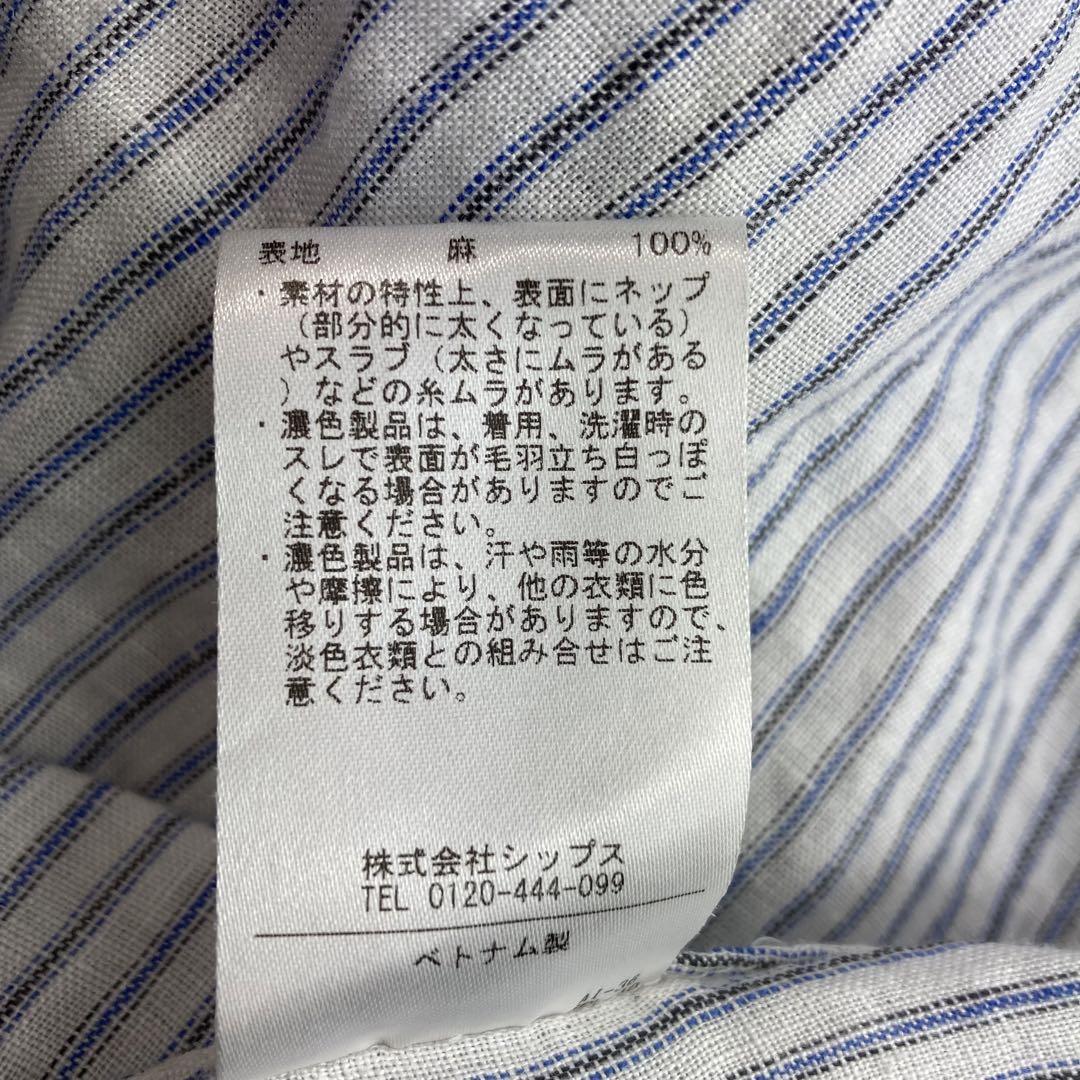 表地 麻 100%
・素材の特性上、表面にネップ
（部分的に太くなっている）
やスラブ（太さにムラがある
）などの糸ムラがあります。
・濃色製品は、着用、洗濯時の
スレで表面が毛羽立ち白っぽ
くなる場合がありますのでご
注意ください。
・濃色製品は、汗や雨等の水分
や摩擦により、他の衣類に色
移りする場合がありますので、
淡色衣類との組み合せはご注
意ください。
株式会社シップス
TEL 0120-444-099
ベトナム製